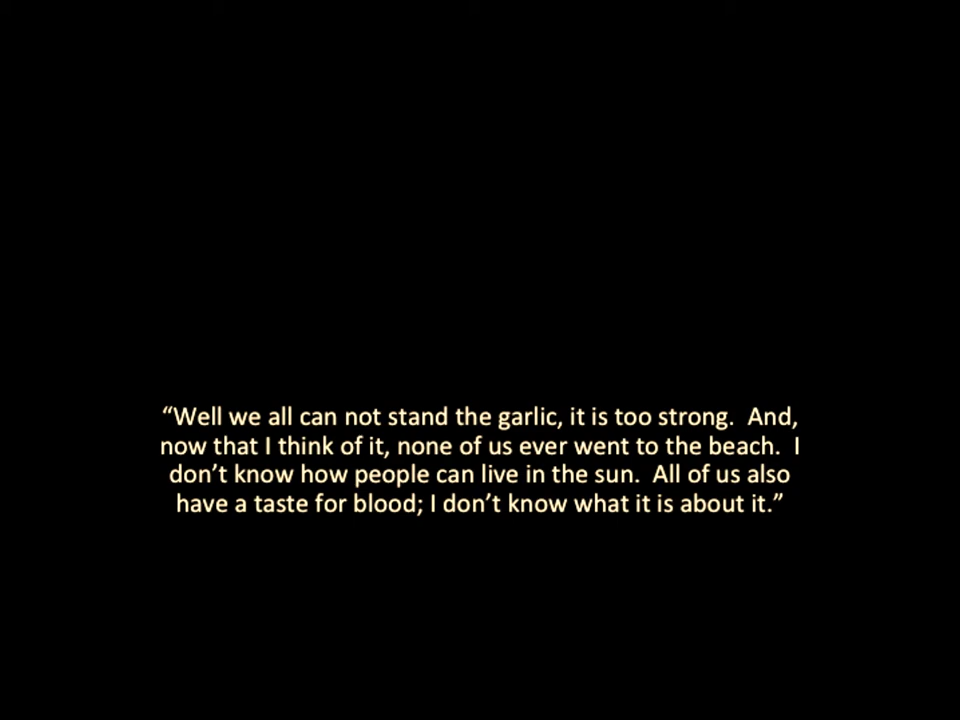 “Well we all can not stand the garlic, it is too strong.  And,
now that I think of it, none of us ever went to the beach.  I
don’t know how people can live in the sun.  All of us also
have a taste for blood; I don’t know what it is about it.”